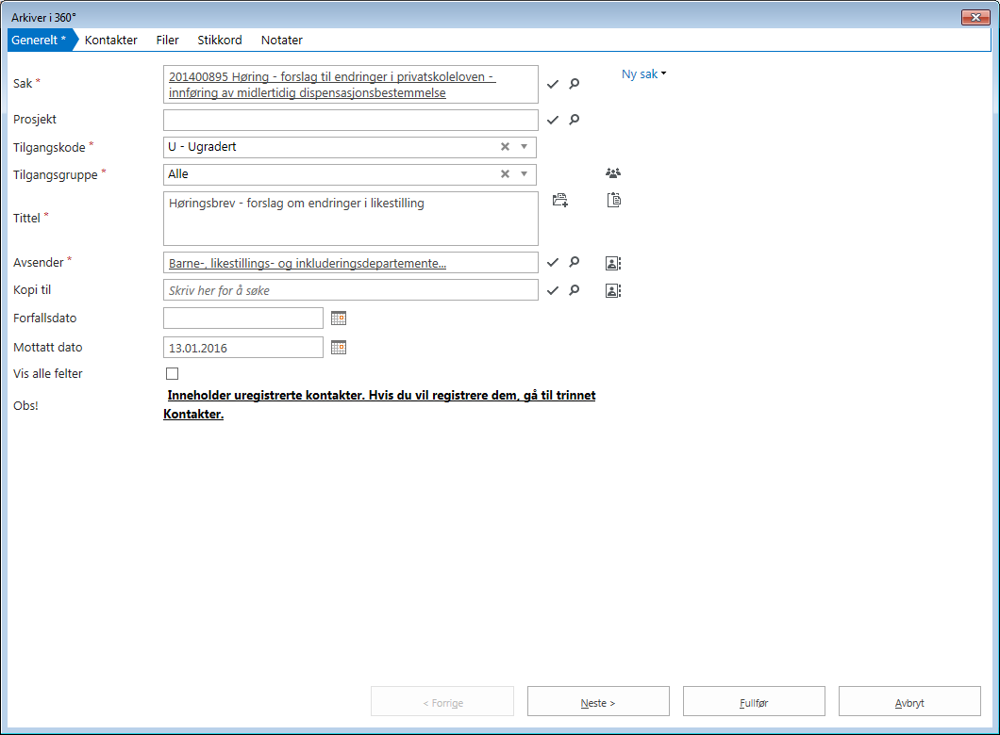 Arkiver i 360°
Generelt * Kontakter Filer Stikkord Notater
Sak * 201400895 Høring - forslag til endringer i privatskoleloven - Ny sak
innføring av midlertidig dispensasjonsbestemmelse
Prosjekt
Tilgangskode * U - Ugradert
Tilgangsgruppe * Alle
Tittel * Høringsbrev - forslag om endringer i likestilling
Avsender * Barne-, likestillings- og inkluderingsdepartemente...
Kopi til Skriv her for å søke
Forfallsdato
Mottatt dato 13.01.2016
Vis alle felter
Obs! Inneholder uregistrerte kontakter. Hvis du vil registrere dem, gå til trinnet
Kontakter.
< Forrige Neste > Fullfør Avbryt